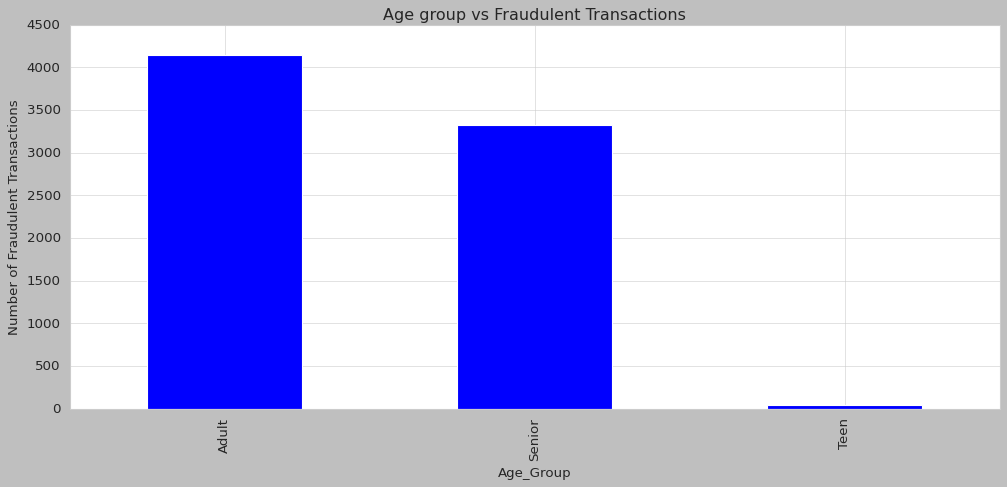 Age group vs Fraudulent Transactions
4500
4000
3500
3000
2500
2000
1500
1000
500
0
Number of Fraudulent Transactions
Adult
Senior
Teen
Age_Group